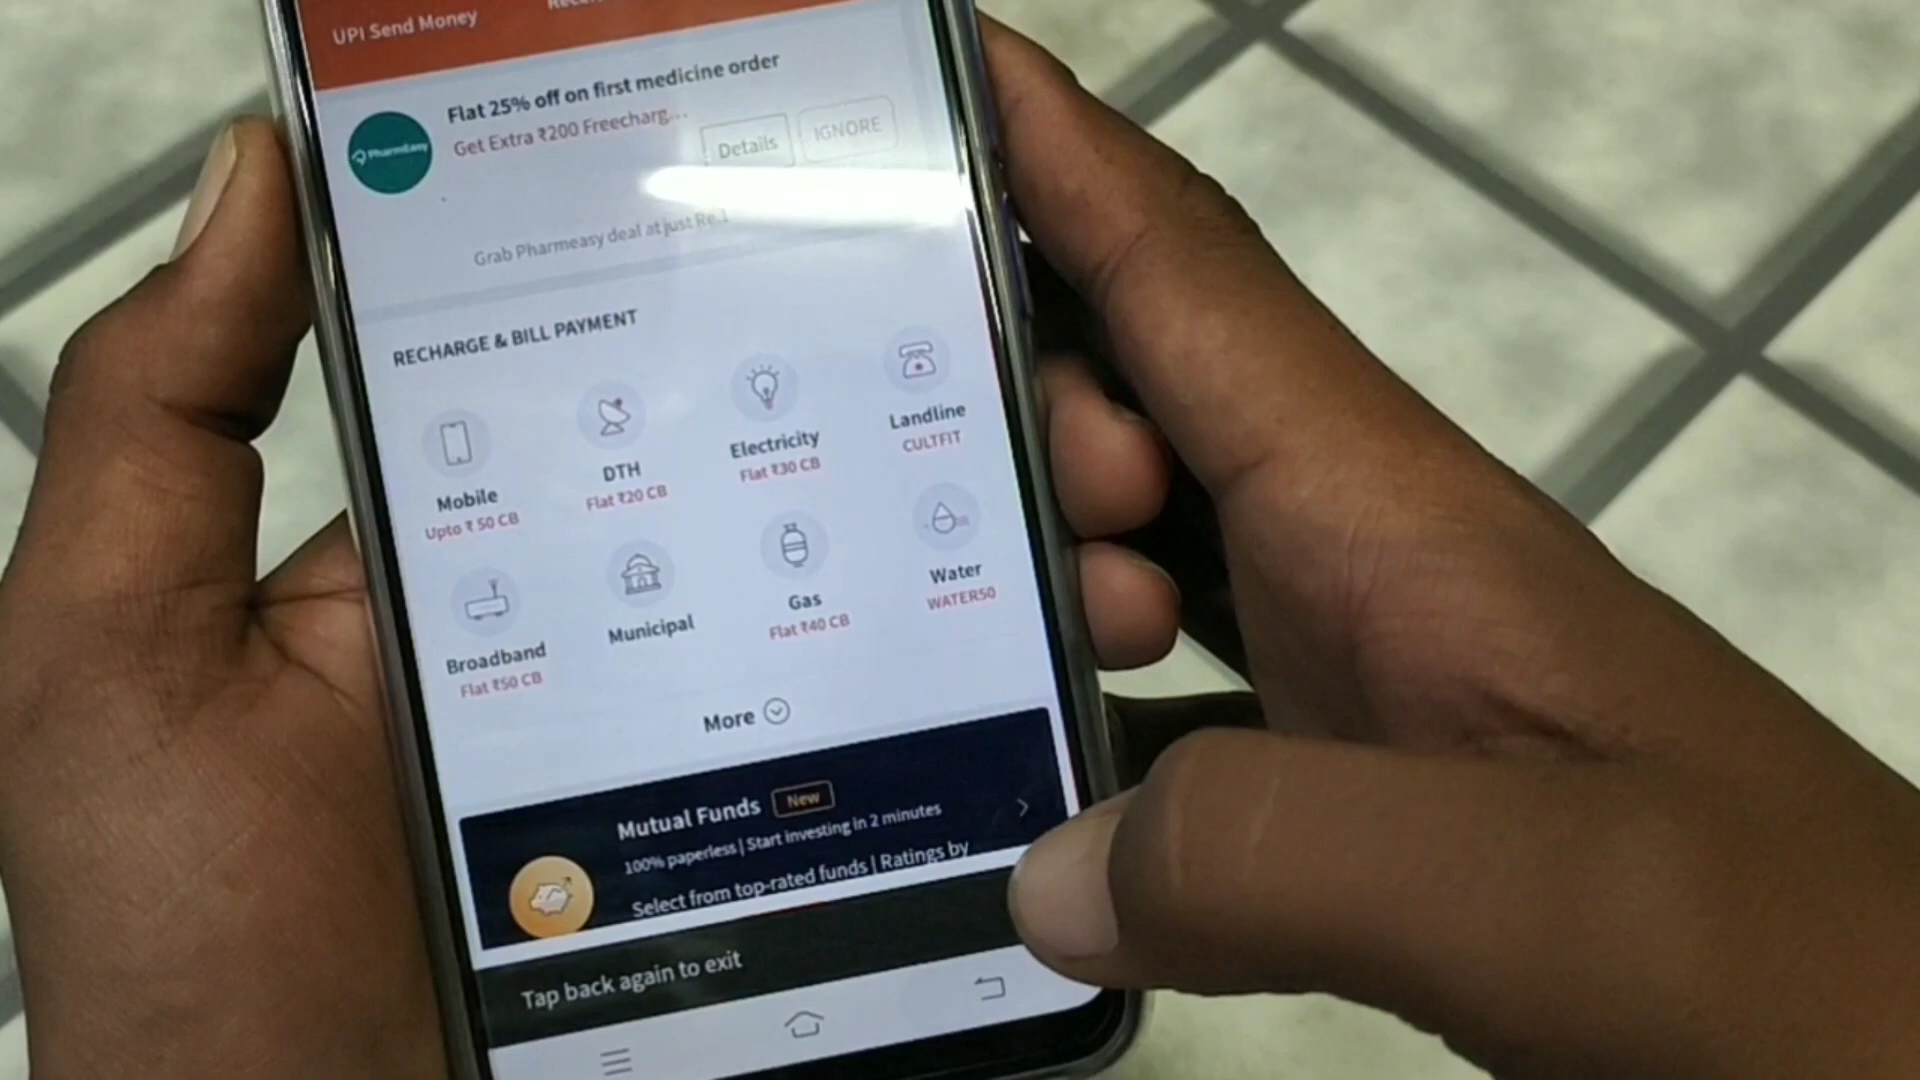 UPI Send Money
Flat 25% off on first medicine order
Get Extra ₹200 Freecharg...
PharmEasy
Details
IGNORE
Grab Pharmeasy deal at just Re.1
RECHARGE & BILL PAYMENT
Mobile
Upto ₹ 50 CB
DTH
Flat ₹20 CB
Electricity
Flat ₹30 CB
Landline
CULTFIT
Broadband
Flat ₹50 CB
Municipal
Gas
Flat ₹40 CB
Water
WATER50
More
Mutual Funds New
100% paperless | Start investing in 2 minutes
Select from top-rated funds | Ratings by
Tap back again to exit